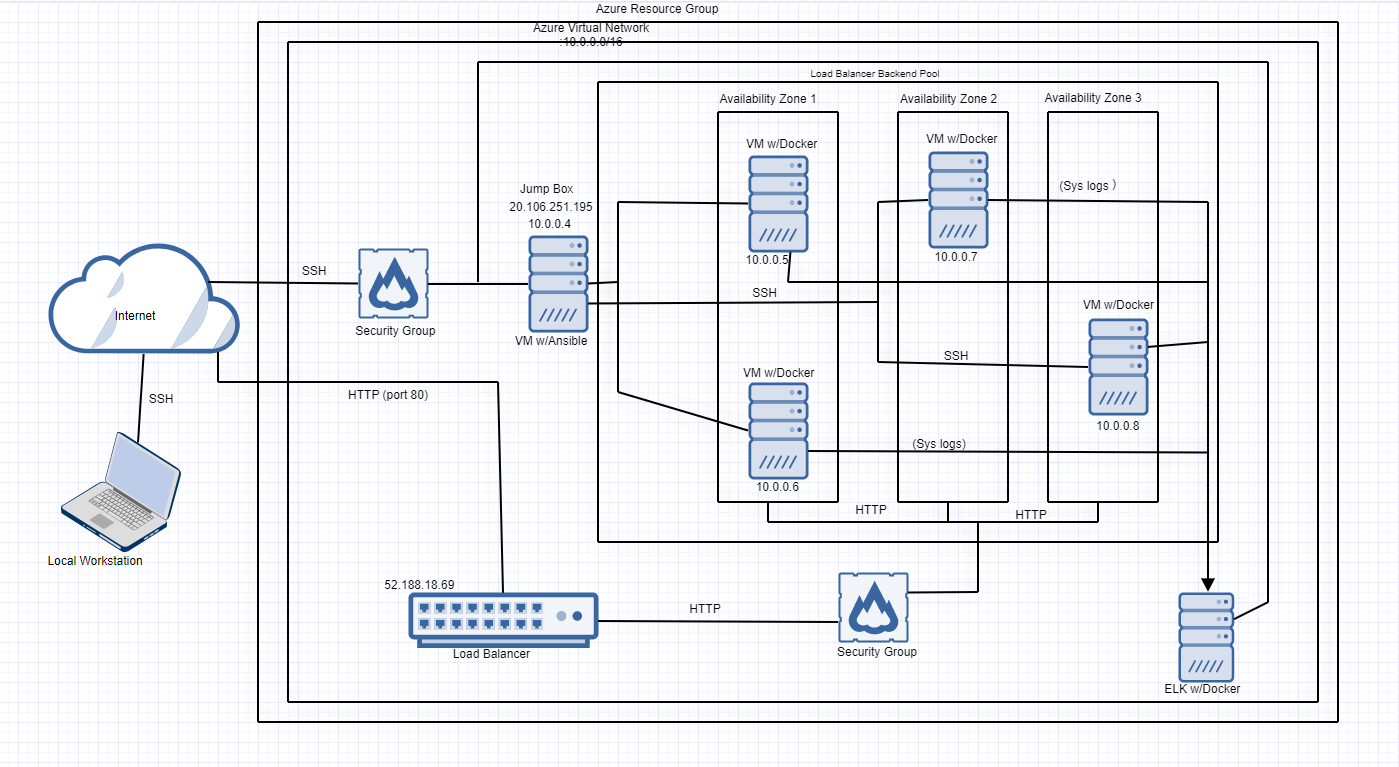 Azure Resource Group
Azure Virtual Network
:10.0.0.0/16
Load Balancer Backend Pool
Availability Zone 1
Availability Zone 2
Availability Zone 3
VM w/Docker
VM w/Docker
(Sys logs )
Jump Box
20.106.251.195
10.0.0.4
10.0.0.5
10.0.0.7
SSH
SSH
VM w/Docker
Internet
Security Group
VM w/Ansible
SSH
VM w/Docker
SSH
HTTP (port 80)
10.0.0.8
(Sys logs)
10.0.0.6
HTTP
HTTP
Local Workstation
52.188.18.69
HTTP
Load Balancer
Security Group
ELK w/Docker